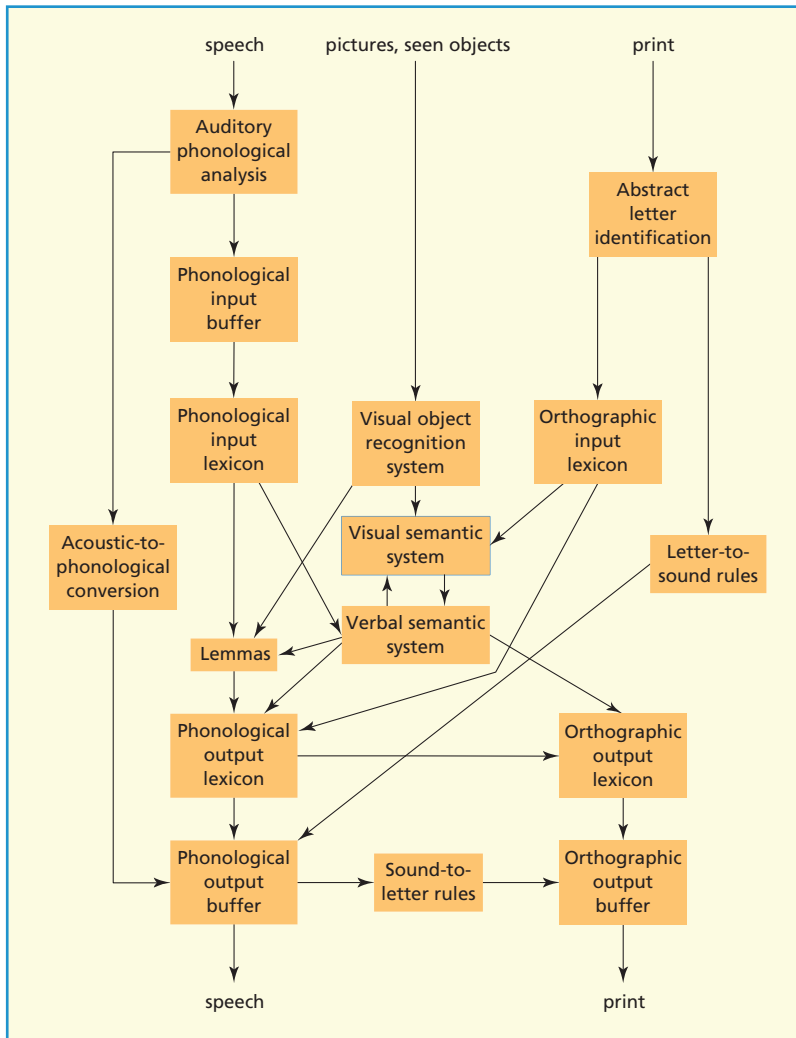 speech
pictures, seen objects
print
Auditory
phonological
analysis
Abstract
letter
identification
Phonological
input
buffer
Phonological
input
lexicon
Visual object
recognition
system
Orthographic
input
lexicon
Acoustic-to-
phonological
conversion
Visual semantic
system
Letter-to-
sound rules
Lemmas
Verbal semantic
system
Phonological
output
lexicon
Orthographic
output
lexicon
Phonological
output
buffer
Sound-to-
letter rules
Orthographic
output
buffer
speech
print